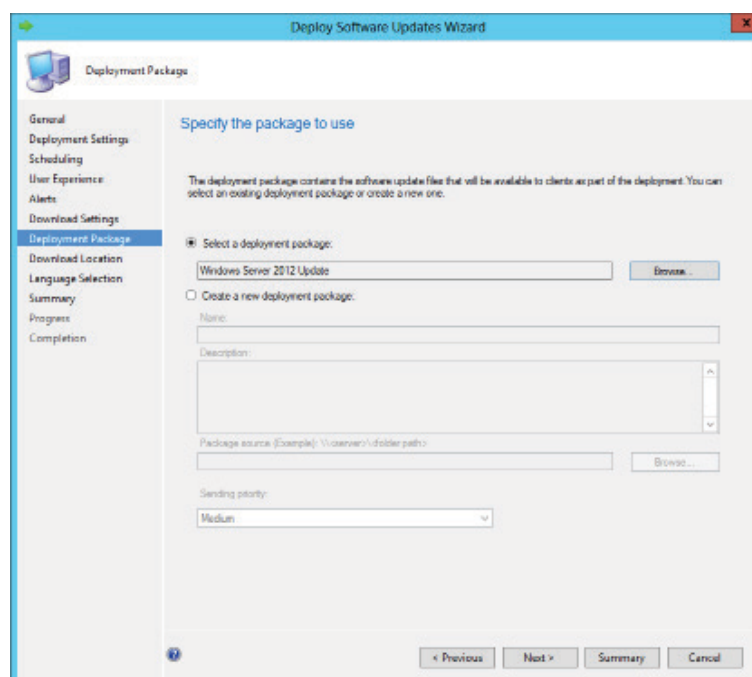 Deploy Software Updates Wizard
x
Deployment Package
General
Deployment Settings
Scheduling
User Experience
Alerts
Download Settings
Deployment Package
Download Location
Language Selection
Summary
Progress
Completion
Specify the package to use
The deployment package contains the software update files that will be available to clients as part of the deployment. You can
select an existing deployment package or create a new one.
Select a deployment package:
Windows Server 2012 Update
Browse...
Create a new deployment package:
Name:
Description:
Package source (Example): \\<server>\<folder path>
Browse...
Sending priority:
Medium
< Previous
Next >
Summary
Cancel